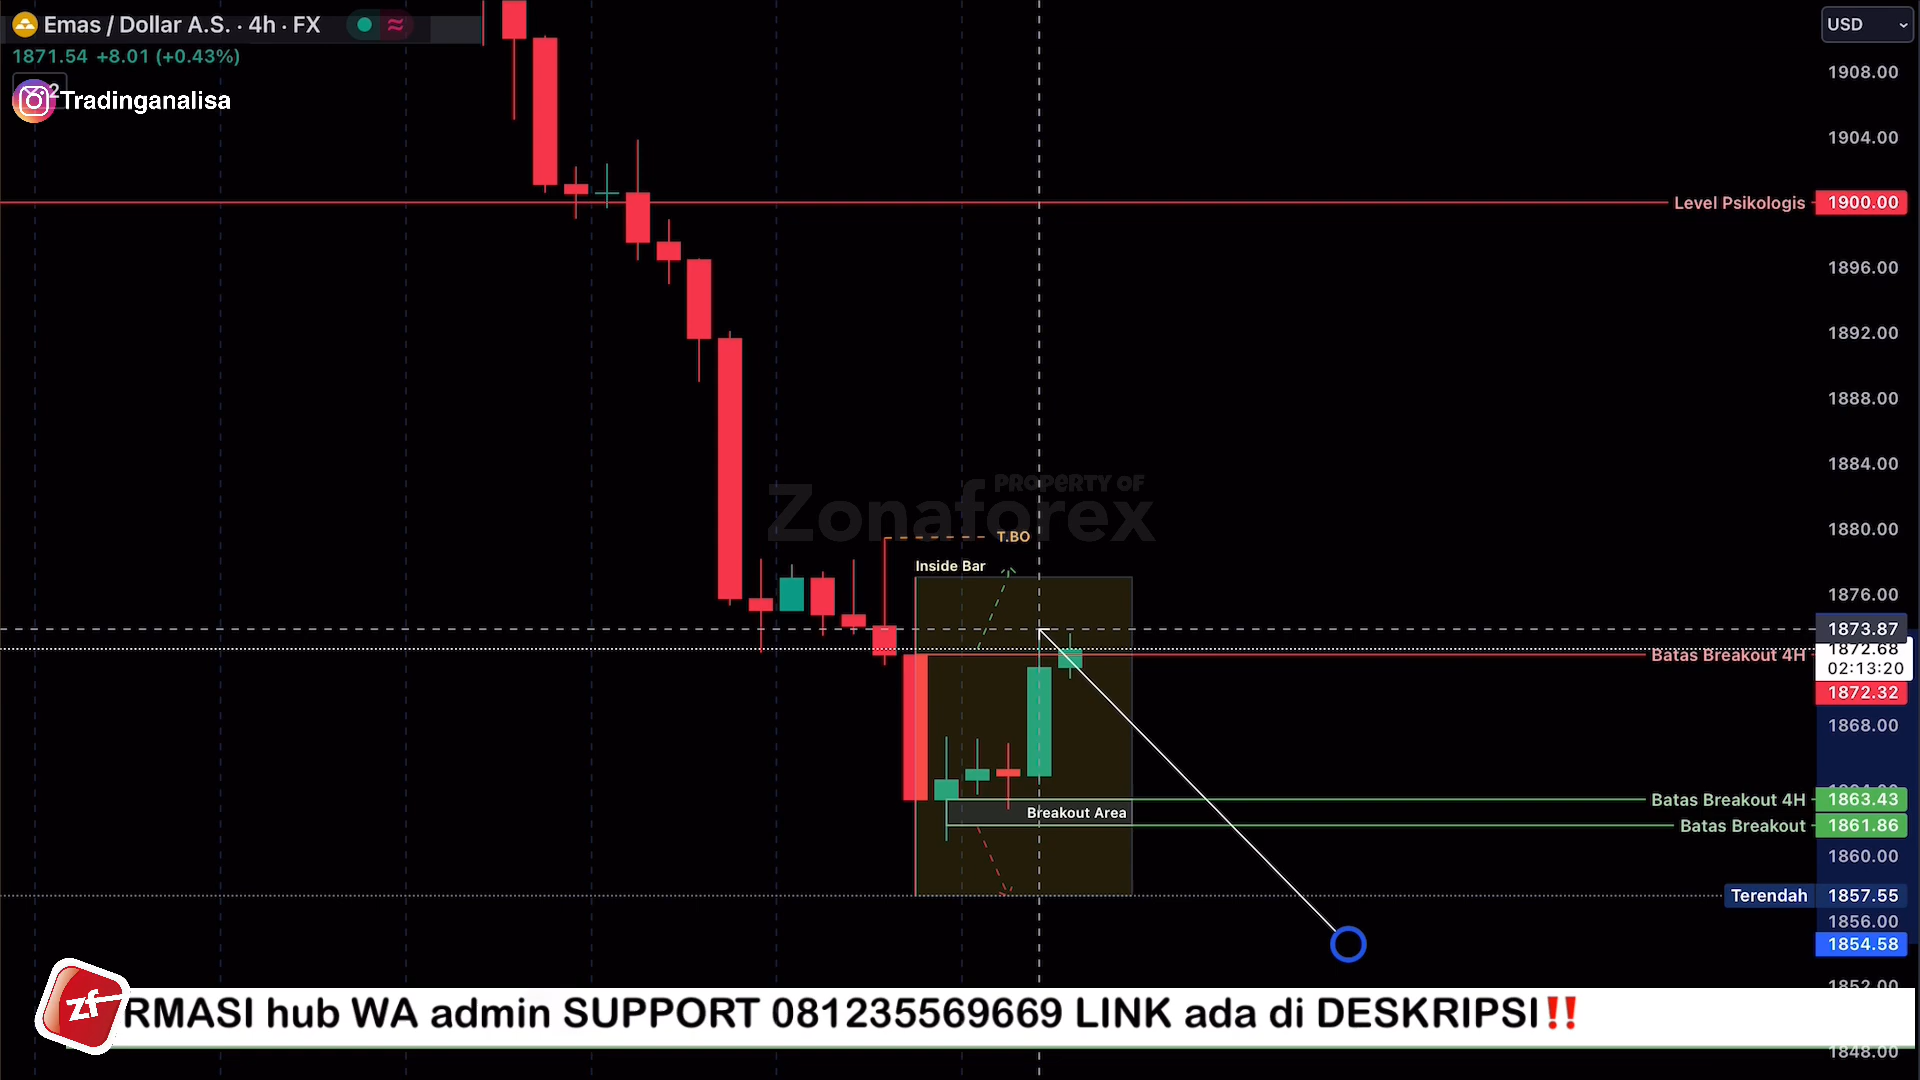 Emas / Dollar A.S. · 4h · FX
1871.54 +8.01 (+0.43%)
2
Tradinganalisa
USD
1908.00
1904.00
Level Psikologis 1900.00
1896.00
1892.00
1888.00
1884.00
PROPERTY OF
Zonaforex
1880.00
T.BO
Inside Bar
1876.00
1873.87
1872.68
Batas Breakout 4H
02:13:20
1872.32
1868.00
Batas Breakout 4H 1863.43
Breakout Area
Batas Breakout 1861.86
1860.00
Terendah 1857.55
1856.00
1854.58
1852.00
zf
RMASI hub WA admin SUPPORT 081235569669 LINK ada di DESKRIPSI‼️
1848.00